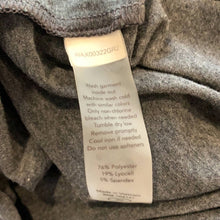 Wash garment
inside out
Machine wash cold
with similar colors
Only non chlorine
bleach when needed
Tumble dry low
Remove promptly
Cool iron if needed
Do not use softeners
76% Polyester
19% Lyocell
5% Spandex